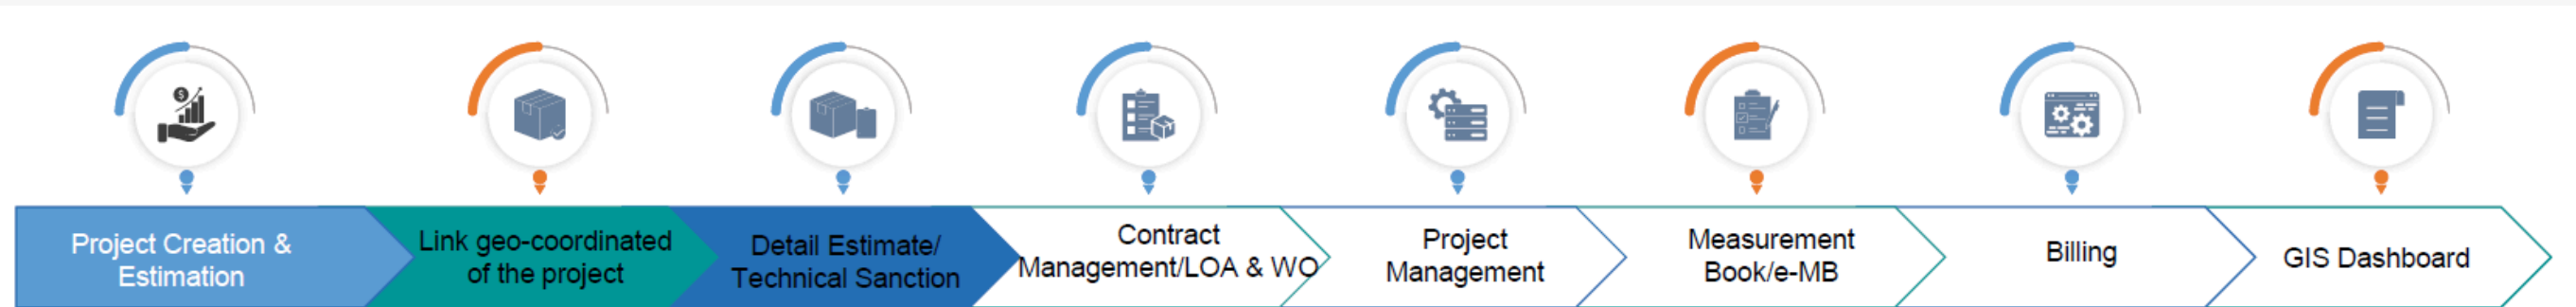 Project Creation &
Estimation
Link geo-coordinated
of the project
Detail Estimate/
Technical Sanction
Contract
Management/LOA & WO
Project
Management
Measurement
Book/e-MB
Billing
GIS Dashboard